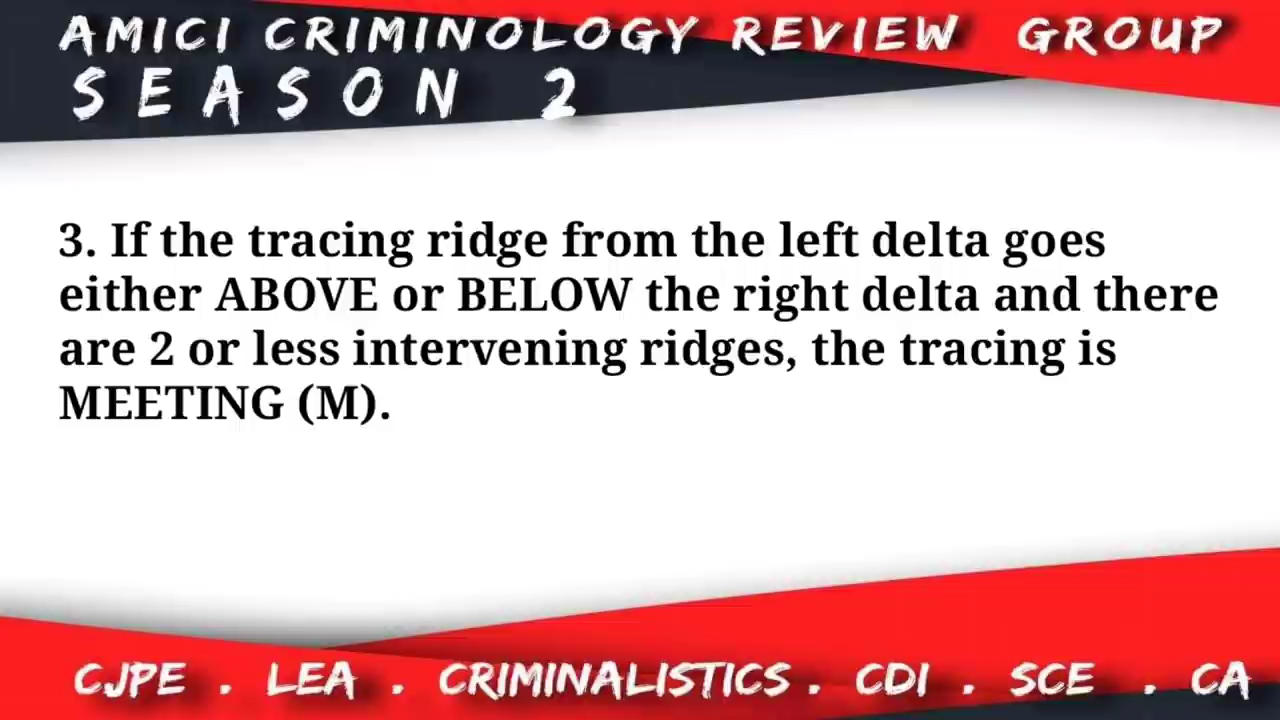 AMICI CRIMINOLOGY REVIEW GROUP
SEASON 2
3. If the tracing ridge from the left delta goes
either ABOVE or BELOW the right delta and there
are 2 or less intervening ridges, the tracing is
MEETING (M).
CJPE . LEA . CRIMINALISTICS . CDI . SCE . CA